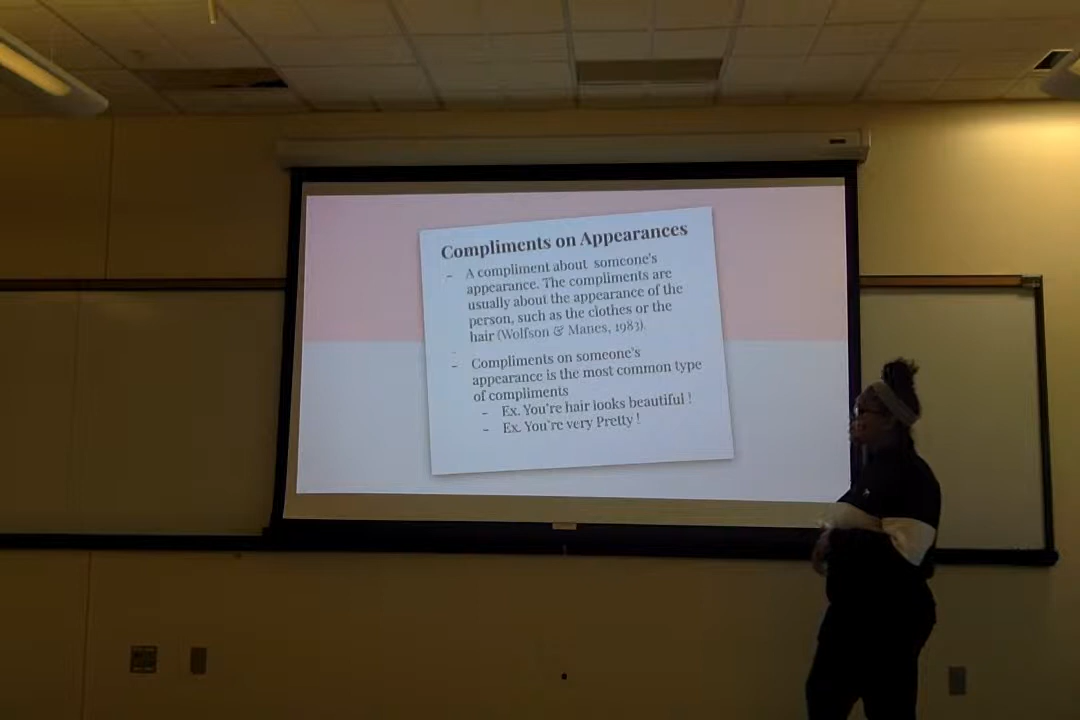 Compliments on Appearances
- A compliment about someone's
appearance. The compliments are
usually about the appearance of the
person, such as the clothes or the
hair (Wolfson & Manes, 1983).
- Compliments on someone's
appearance is the most common type
of compliments
- Ex. You're hair looks beautiful !
- Ex. You're very Pretty !